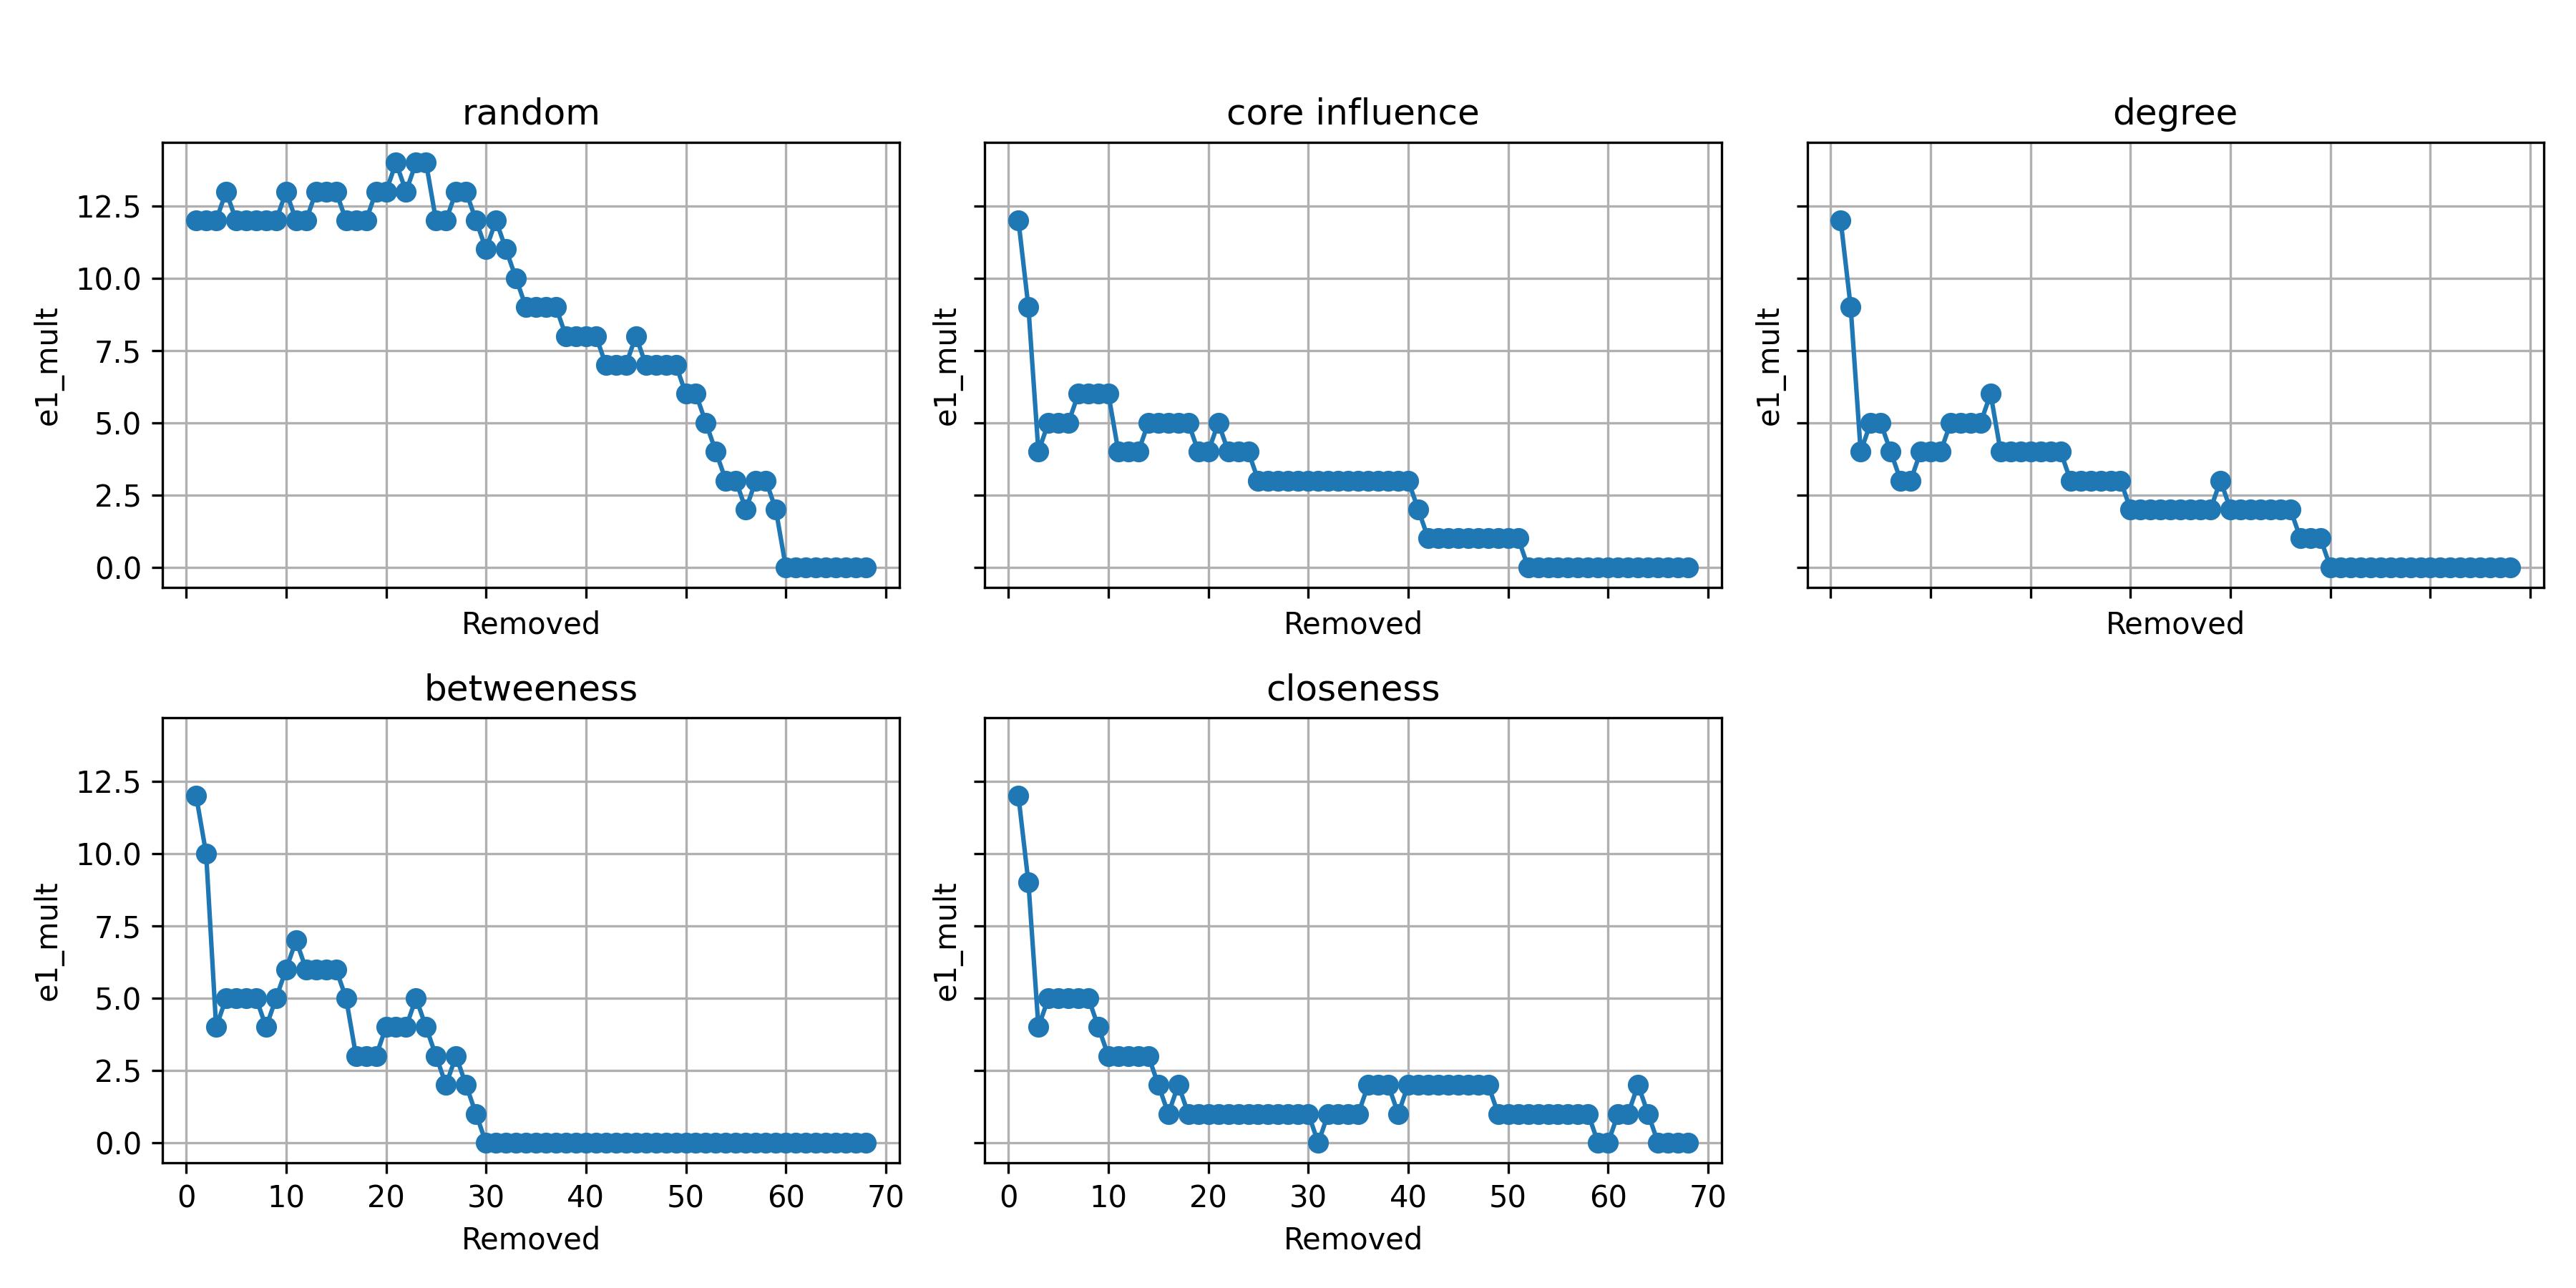 random
12.5
10.0
7.5
5.0
2.5
0.0
e1_mult
Removed
core influence
e1_mult
Removed
degree
e1_mult
Removed
betweeness
12.5
10.0
7.5
5.0
2.5
0.0
e1_mult
0 10 20 30 40 50 60 70
Removed
closeness
e1_mult
0 10 20 30 40 50 60 70
Removed